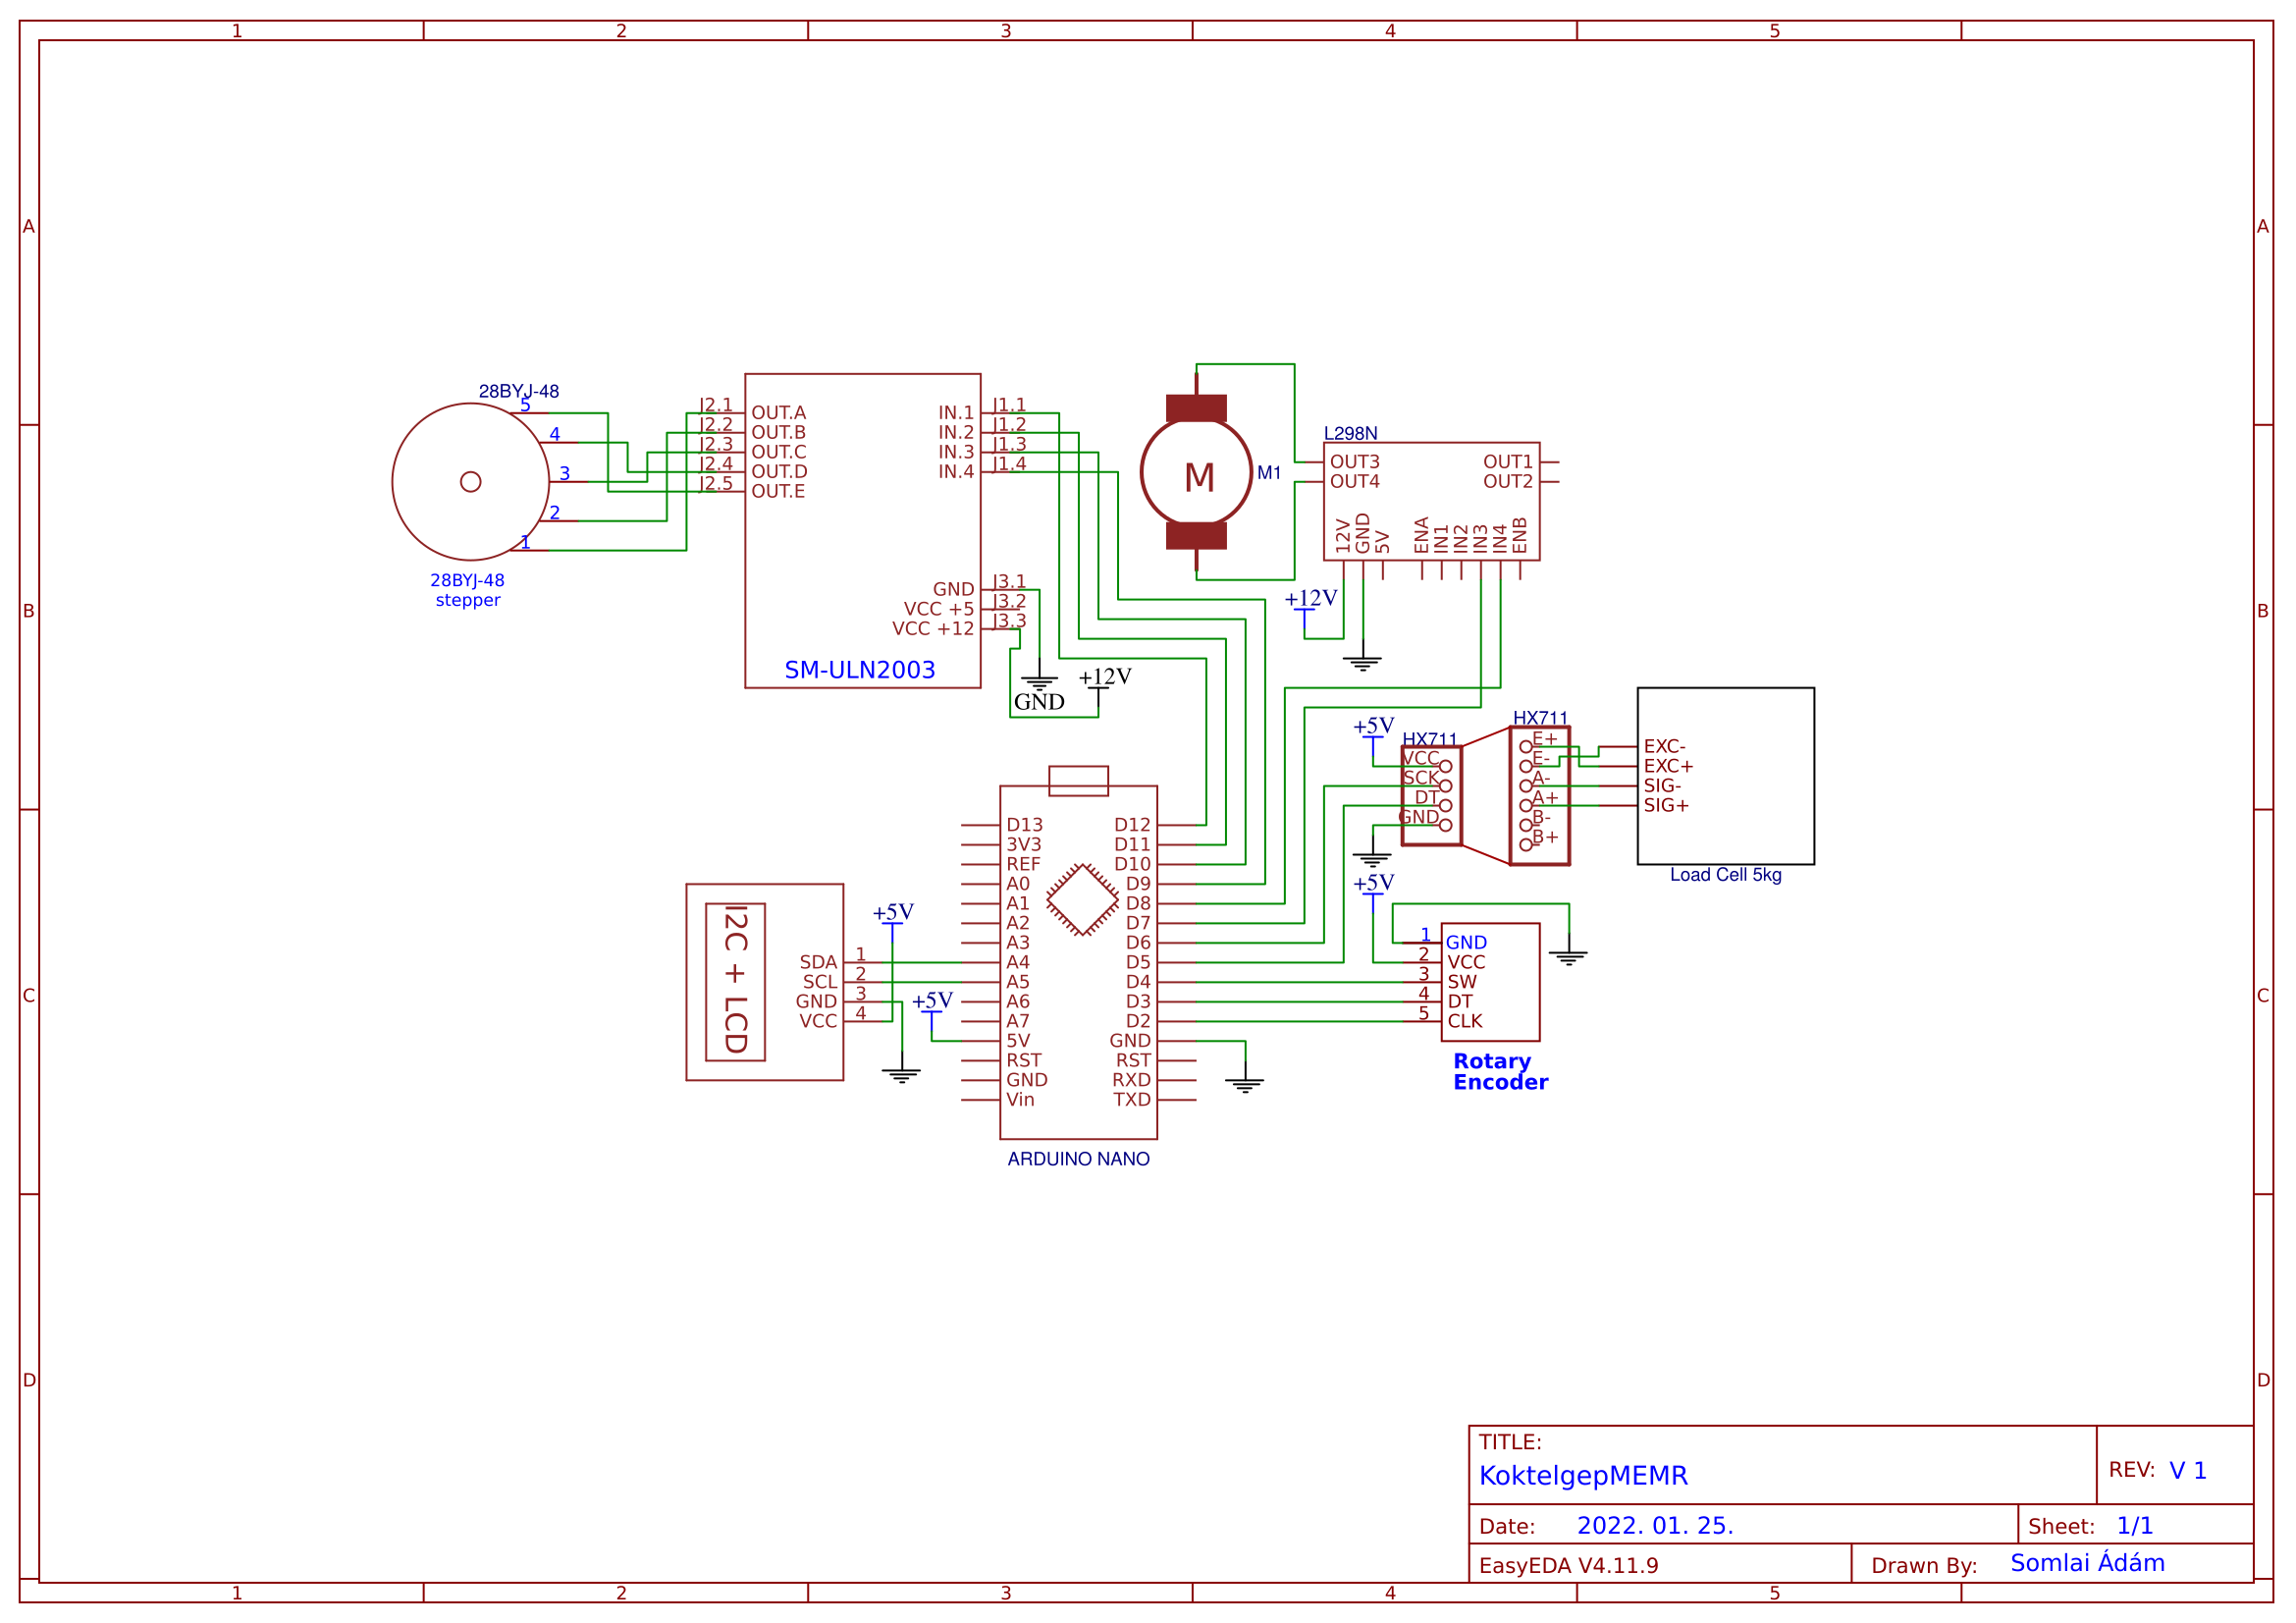 1 2 3 4 5
A A
B B
C C
D D
1 2 3 4 5
28BYJ-48
5
4
3
2
1
28BYJ-48
stepper
J2.1 OUT.A
J2.2 OUT.B
J2.3 OUT.C
J2.4 OUT.D
J2.5 OUT.E
IN.1 J1.1
IN.2 J1.2
IN.3 J1.3
IN.4 J1.4
GND J3.1
VCC +5 J3.2
VCC +12 J3.3
SM-ULN2003
GND
+12V
M
M1
L298N
OUT3 OUT1
OUT4 OUT2
12V GND 5V ENA IN1 IN2 IN3 IN4 ENB
+12V
+5V
HX711
VCC
SCK
DT
GND
HX711
E+
E-
A-
A+
B-
B+
EXC-
EXC+
SIG-
SIG+
Load Cell 5kg
+5V
1 GND
2 VCC
3 SW
4 DT
5 CLK
Rotary
Encoder
I2C + LCD
SDA 1
SCL 2
GND 3
VCC 4
+5V
+5V
D13 D12
3V3 D11
REF D10
A0 D9
A1 D8
A2 D7
A3 D6
A4 D5
A5 D4
A6 D3
A7 D2
5V GND
RST RST
GND RXD
Vin TXD
ARDUINO NANO
TITLE:
KoktelgepMEMR
REV: V 1
Date: 2022. 01. 25.
Sheet: 1/1
EasyEDA V4.11.9
Drawn By: Somlai Ádám